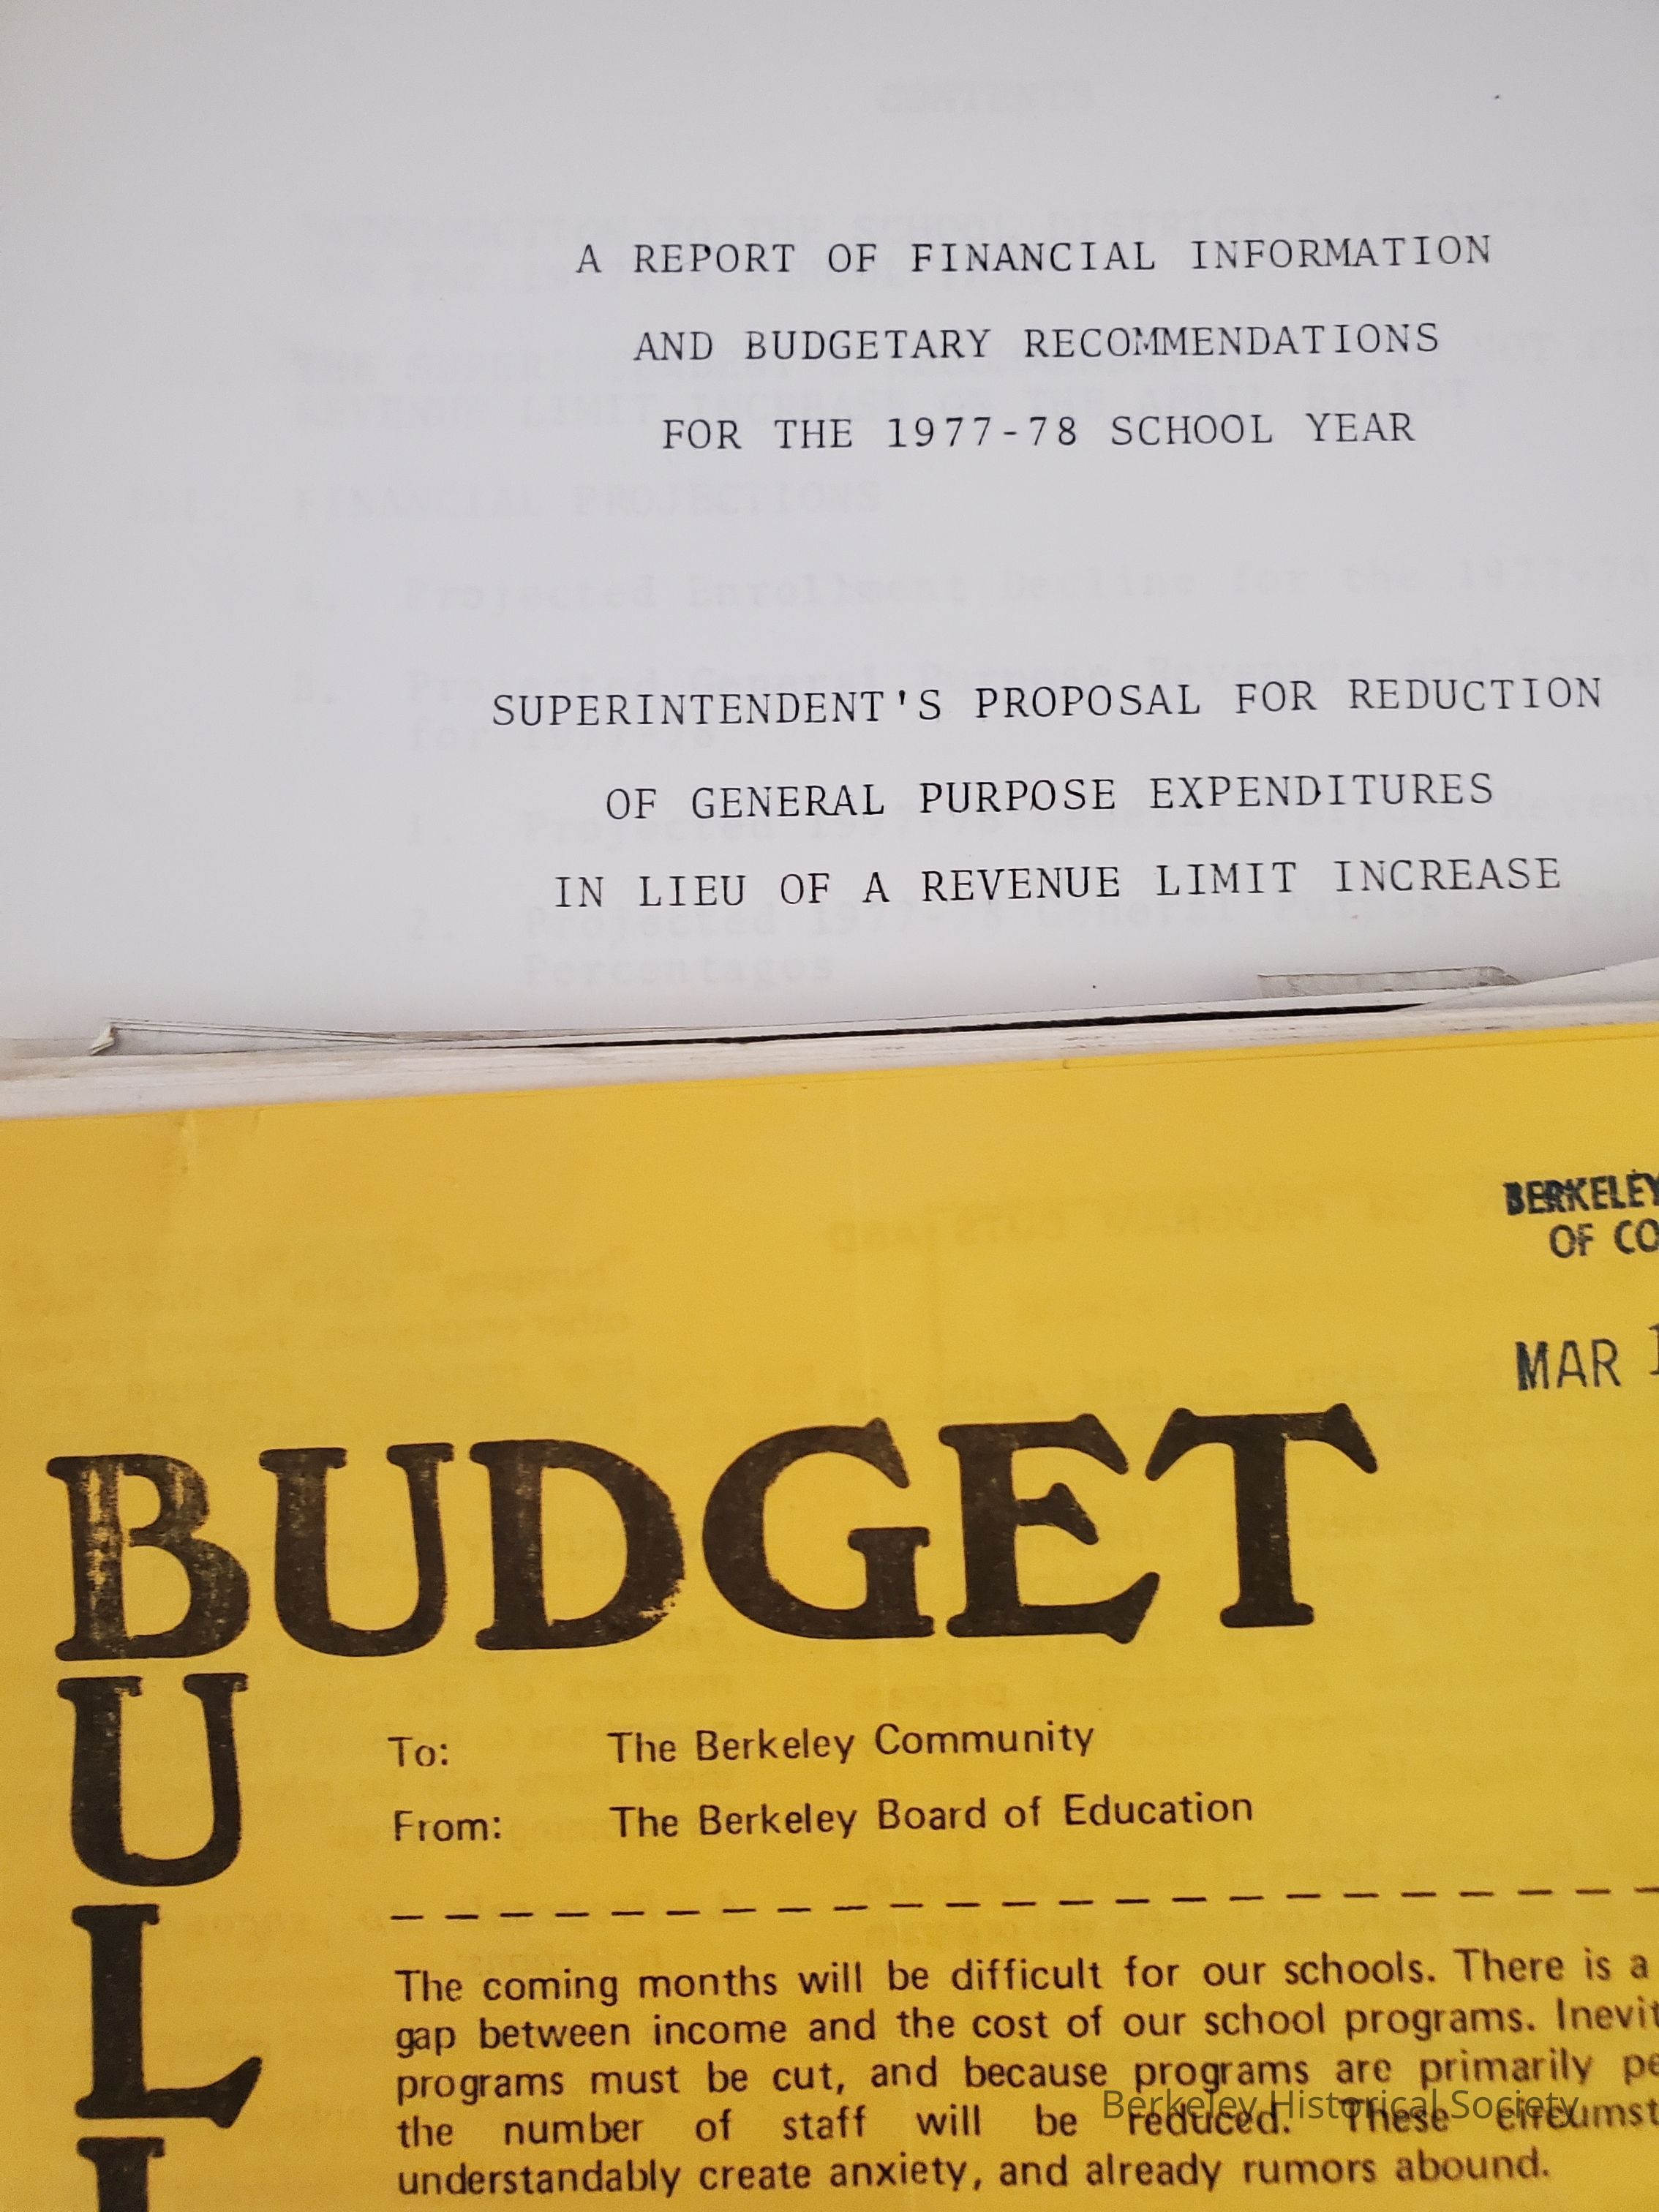 A REPORT OF FINANCIAL INFORMATION
AND BUDGETARY RECOMMENDATIONS
FOR THE 1977-78 SCHOOL YEAR
SUPERINTENDENT'S PROPOSAL FOR REDUCTION
OF GENERAL PURPOSE EXPENDITURES
IN LIEU OF A REVENUE LIMIT INCREASE
BERKELEY
OF CO
MAR 1
BUDGET
U
L
L
To: The Berkeley Community
From: The Berkeley Board of Education
The coming months will be difficult for our schools. There is a
gap between income and the cost of our school programs. Inevit
programs must be cut, and because programs are primarily pe
the number of staff will be reduced. These circumst
understandably create anxiety, and already rumors abound.
Berkeley Historical Society